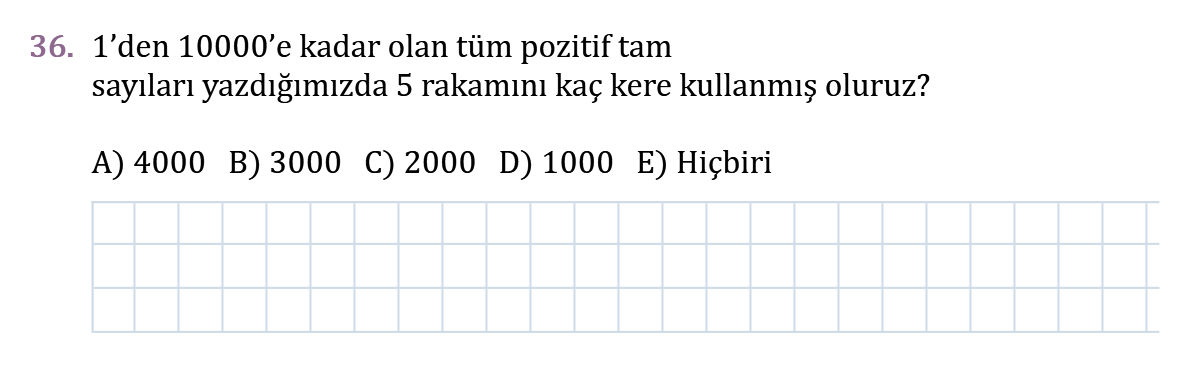 36. 1’den 10000’e kadar olan tüm pozitif tam
sayıları yazdığımızda 5 rakamını kaç kere kullanmış oluruz?
A) 4000 B) 3000 C) 2000 D) 1000 E) Hiçbiri